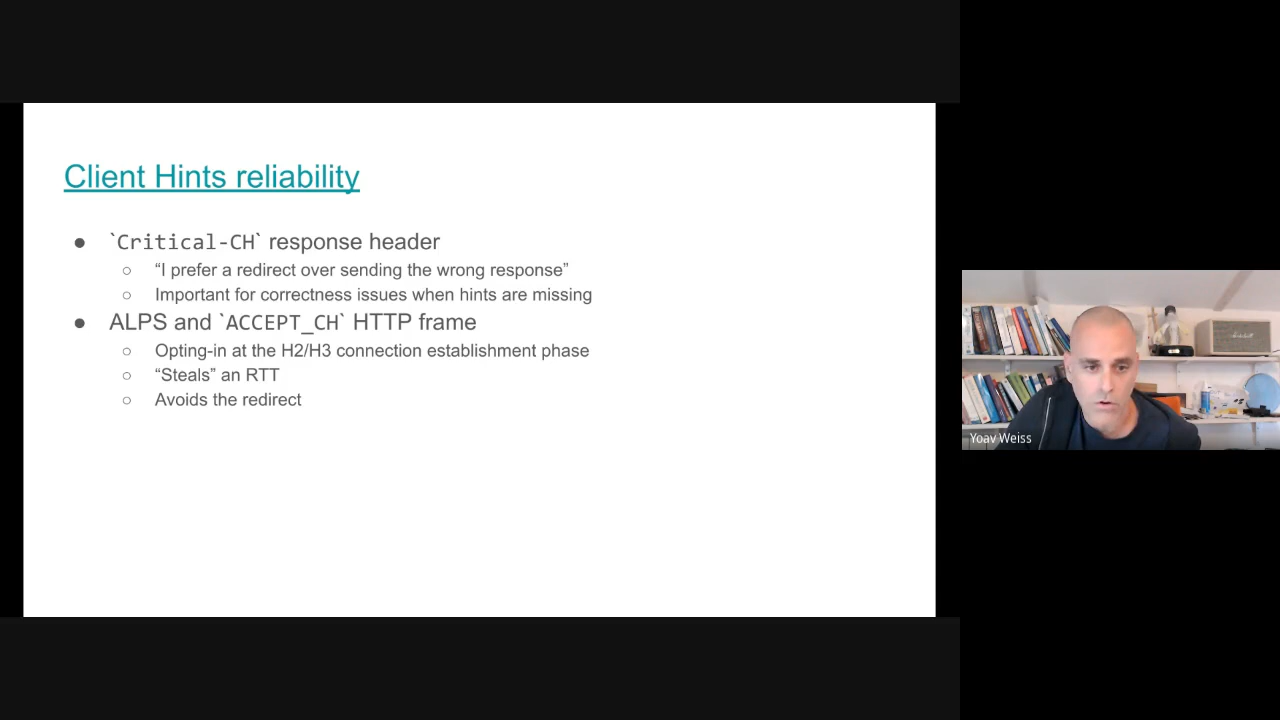 Client Hints reliability
● `Critical-CH` response header
○ “I prefer a redirect over sending the wrong response”
○ Important for correctness issues when hints are missing
● ALPS and `ACCEPT_CH` HTTP frame
○ Opting-in at the H2/H3 connection establishment phase
○ “Steals” an RTT
○ Avoids the redirect
Yoav Weiss